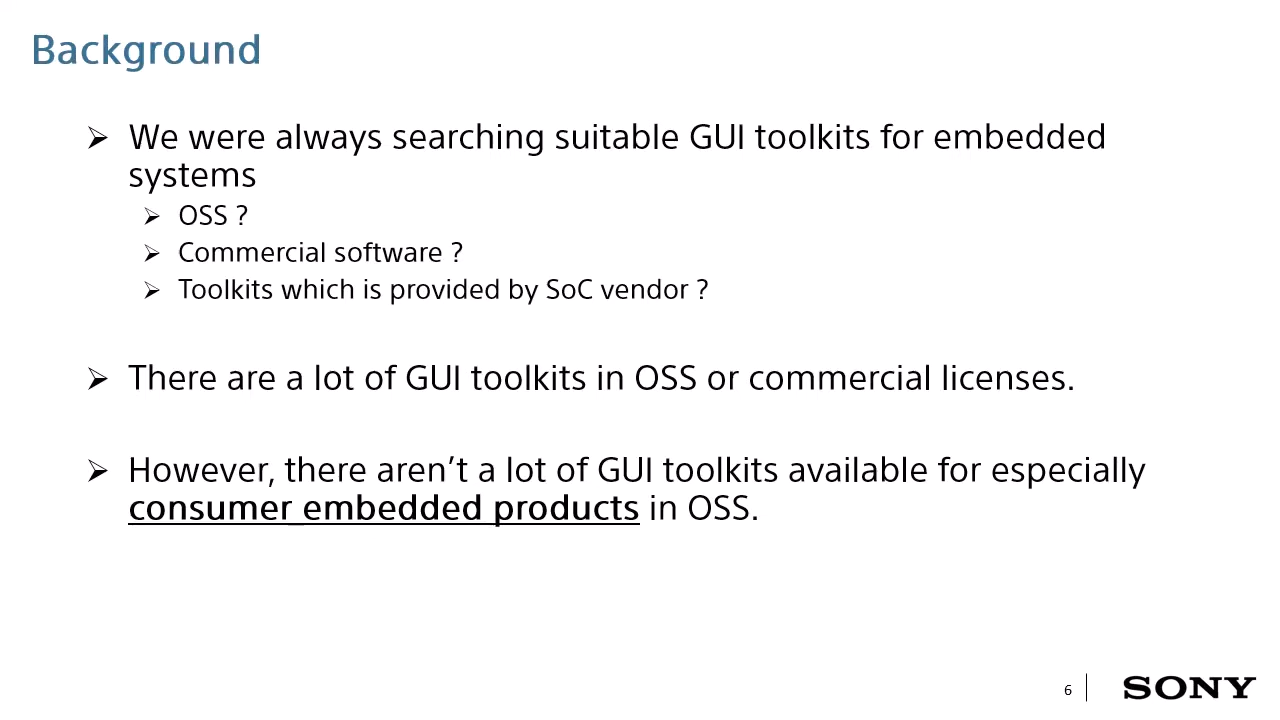 Background
➢ We were always searching suitable GUI toolkits for embedded
systems
➢ OSS ?
➢ Commercial software ?
➢ Toolkits which is provided by SoC vendor ?
➢ There are a lot of GUI toolkits in OSS or commercial licenses.
➢ However, there aren’t a lot of GUI toolkits available for especially
consumer embedded products in OSS.
6
SONY